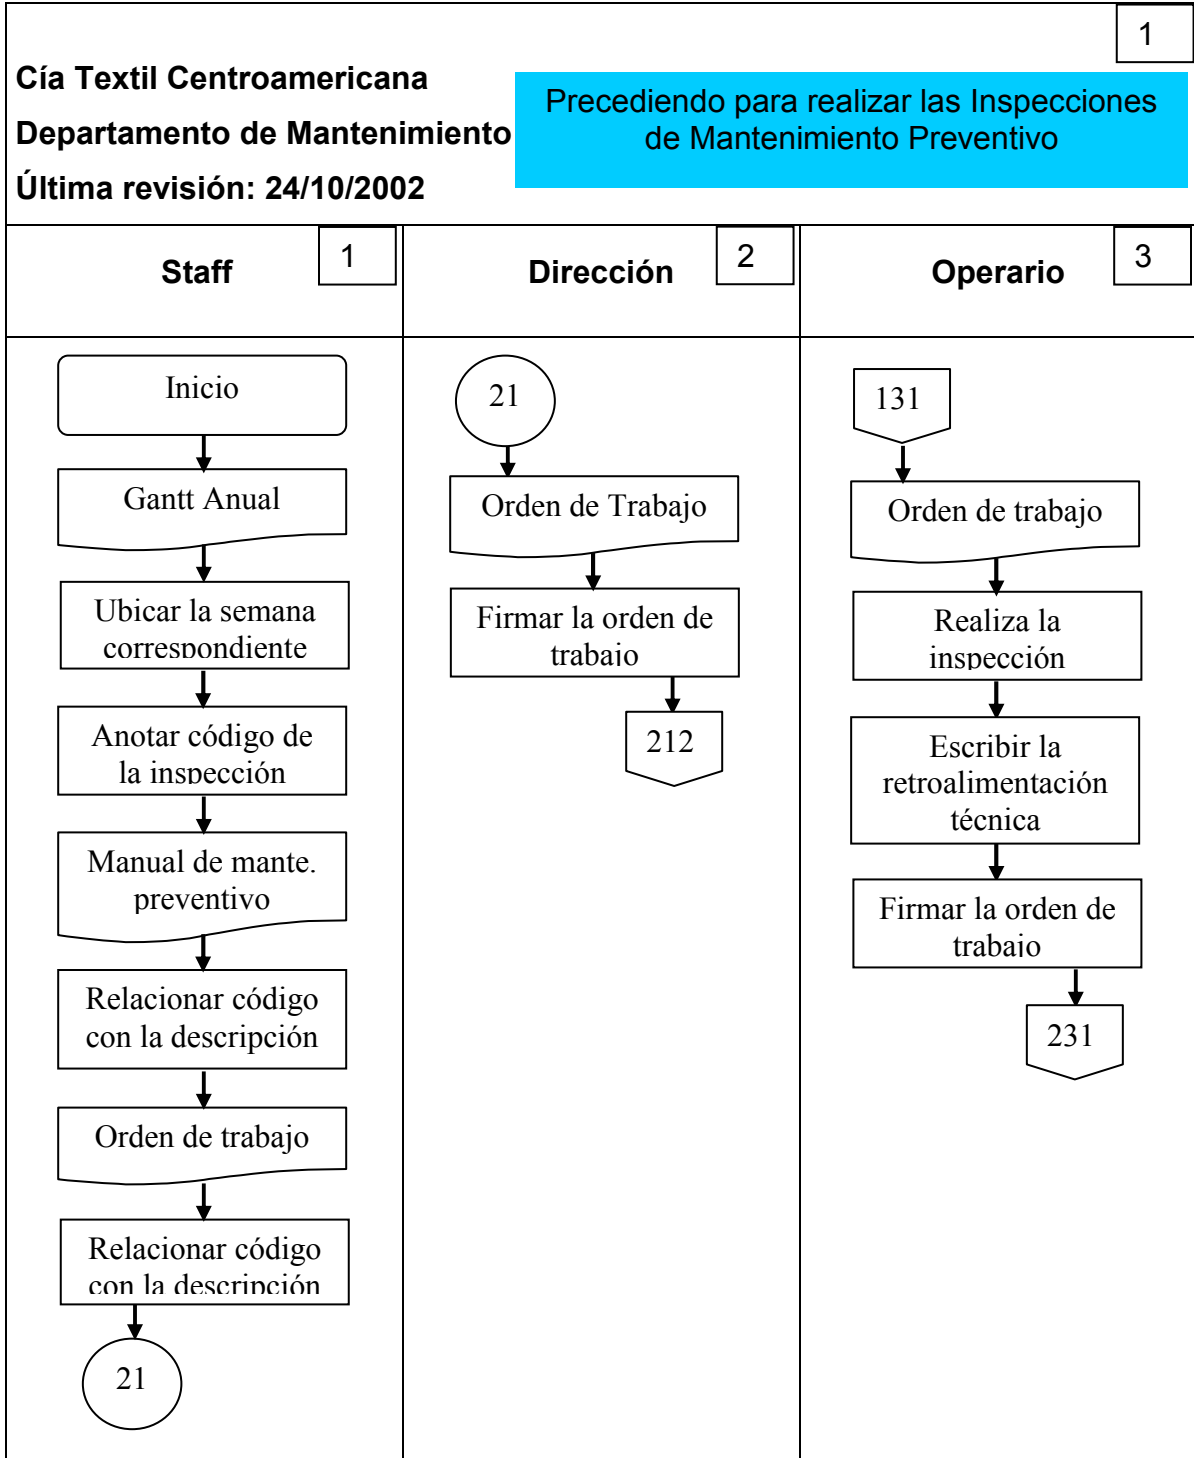 1
Cía Textil Centroamericana
Departamento de Mantenimiento
Última revisión: 24/10/2002
Precediendo para realizar las Inspecciones
de Mantenimiento Preventivo
Staff
1
Dirección
2
Operario
3
Inicio
Gantt Anual
Ubicar la semana
correspondiente
Anotar código de
la inspección
Manual de mante.
preventivo
Relacionar código
con la descripción
Orden de trabajo
Relacionar código
con la descripción
21
21
Orden de Trabajo
Firmar la orden de
trabajo
212
131
Orden de trabajo
Realiza la
inspección
Escribir la
retroalimentación
técnica
Firmar la orden de
trabajo
231